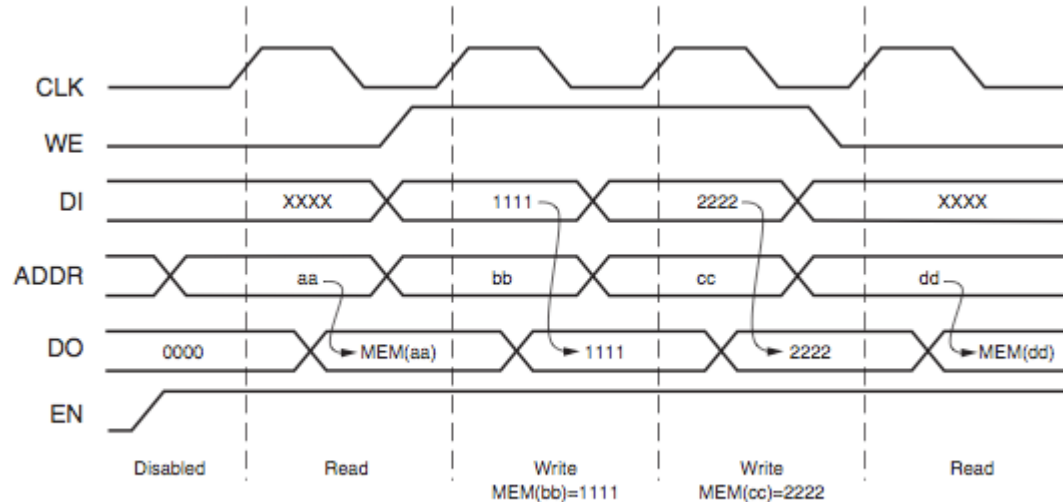 CLK
WE
DI XXXX 1111 2222 XXXX
ADDR aa bb cc dd
DO 0000 MEM(aa) 1111 2222 MEM(dd)
EN
Disabled Read Write Write Read
MEM(bb)=1111 MEM(cc)=2222